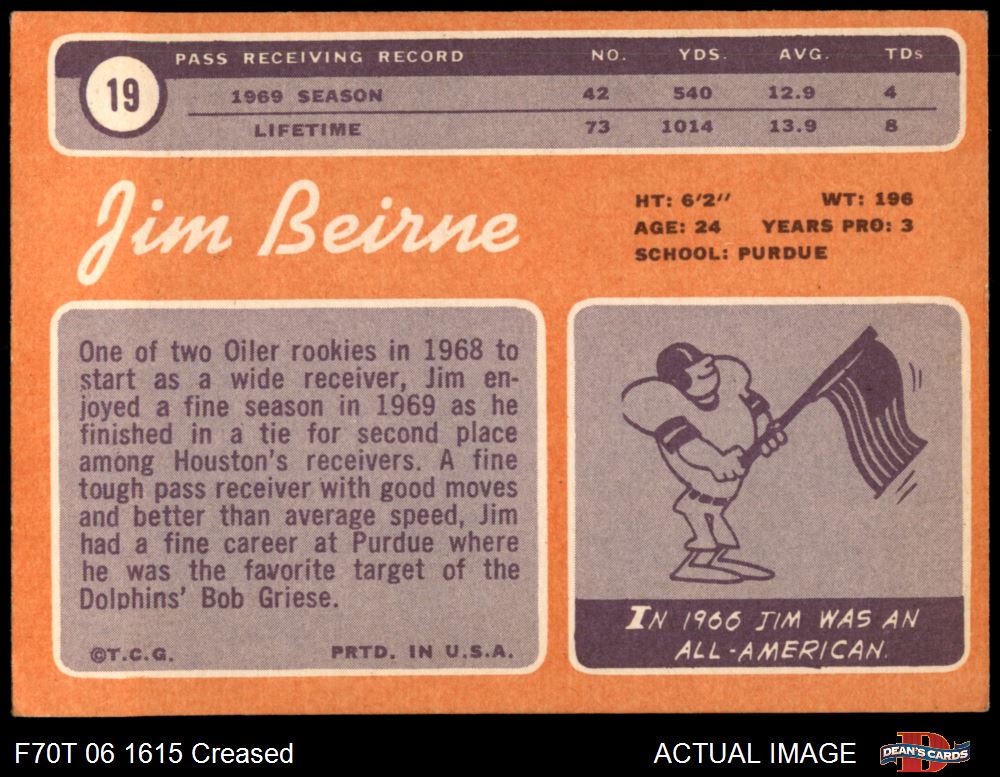 19
PASS RECEIVING RECORD NO. YDS. AVG. TDs
1969 SEASON 42 540 12.9 4
LIFETIME 73 1014 13.9 8
Jim Beirne
HT: 6'2" WT: 196
AGE: 24 YEARS PRO: 3
SCHOOL: PURDUE
One of two Oiler rookies in 1968 to
start as a wide receiver, Jim en-
joyed a fine season in 1969 as he
finished in a tie for second place
among Houston's receivers. A fine
tough pass receiver with good moves
and better than average speed, Jim
had a fine career at Purdue where
he was the favorite target of the
Dolphins' Bob Griese.
©T.C.G. PRTD. IN U.S.A.
IN 1966 JIM WAS AN
ALL-AMERICAN.
F70T 06 1615 Creased
ACTUAL IMAGE
DEAN'S CARDS